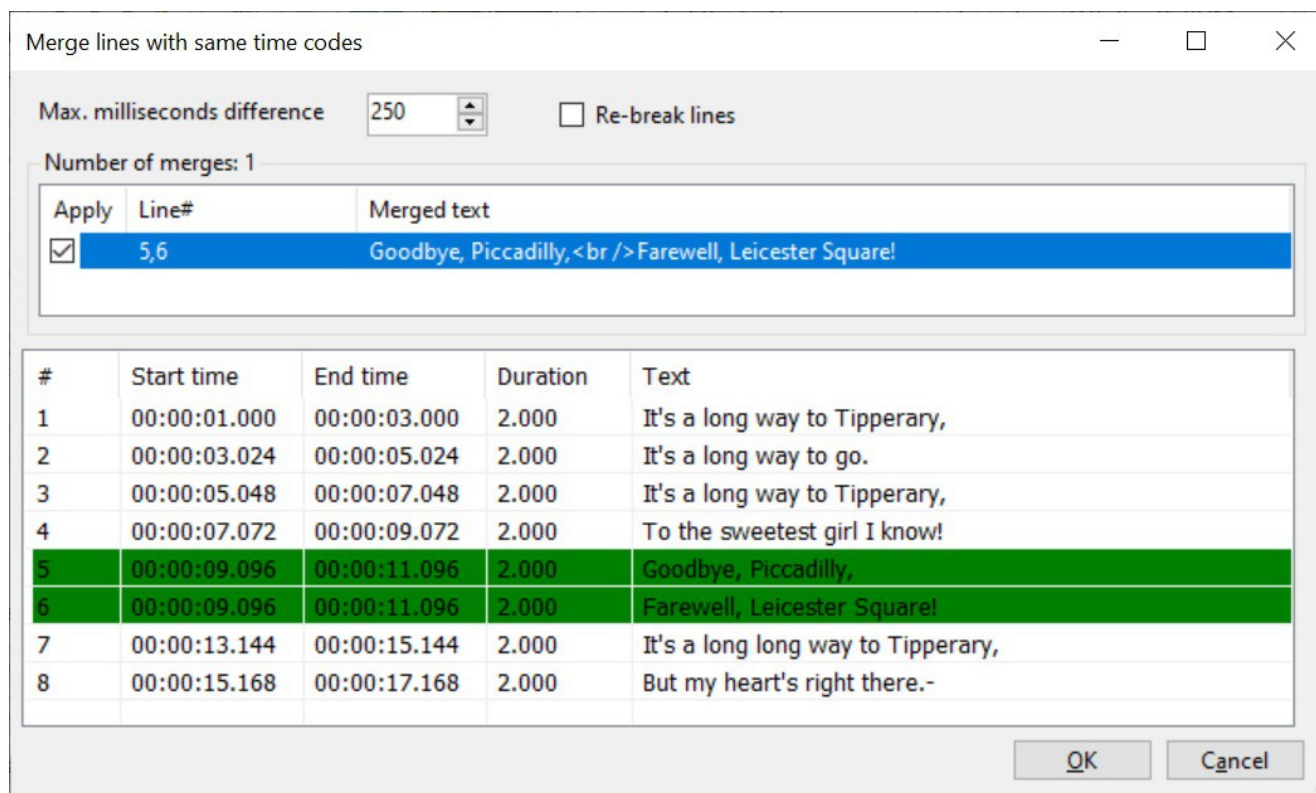 Merge lines with same time codes
Max. milliseconds difference 250 Re-break lines
Number of merges: 1
Apply Line# Merged text
5,6 Goodbye, Piccadilly,<br />Farewell, Leicester Square!
# Start time End time Duration Text
1 00:00:01.000 00:00:03.000 2.000 It's a long way to Tipperary,
2 00:00:03.024 00:00:05.024 2.000 It's a long way to go.
3 00:00:05.048 00:00:07.048 2.000 It's a long way to Tipperary,
4 00:00:07.072 00:00:09.072 2.000 To the sweetest girl I know!
5 00:00:09.096 00:00:11.096 2.000 Goodbye, Piccadilly,
6 00:00:09.096 00:00:11.096 2.000 Farewell, Leicester Square!
7 00:00:13.144 00:00:15.144 2.000 It's a long long way to Tipperary,
8 00:00:15.168 00:00:17.168 2.000 But my heart's right there.-
OK Cancel